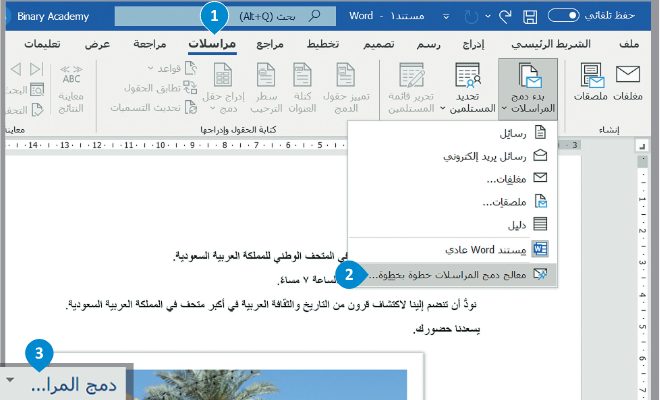 1
حفظ تلقائي مستند١ - Word بحث (Alt+Q) Binary Academy
ملف الشريط الرئيسي إدراج رسم تصميم تخطيط مراجع مراسلات مراجعة عرض تعليمات
مغلفات ملصقات
إنشاء
بدء دمج المراسلات
تحديد المستلمين
تحرير قائمة المستلمين
تمييز حقول الدمج
كتلة العنوان
سطر الترحيب
إدراج حقل دمج
قواعد
تطابق الحقول
تحديث التسميات
كتابة الحقول وإدراجها
ABC
معاينة النتائج
رسائل
رسائل بريد إلكتروني
مغلفات...
ملصقات...
دليل
مستند Word عادي
معالج دمج المراسلات خطوة بخطوة...
2
في المتحف الوطني للمملكة العربية السعودية.
الساعة ٧ مساءً.
نودُّ أن تنضم إلينا لاكتشاف قرون من التاريخ والثقافة العربية في أكبر متحف في المملكة العربية السعودية.
يسعدنا حضورك.
3
دمج المرا...